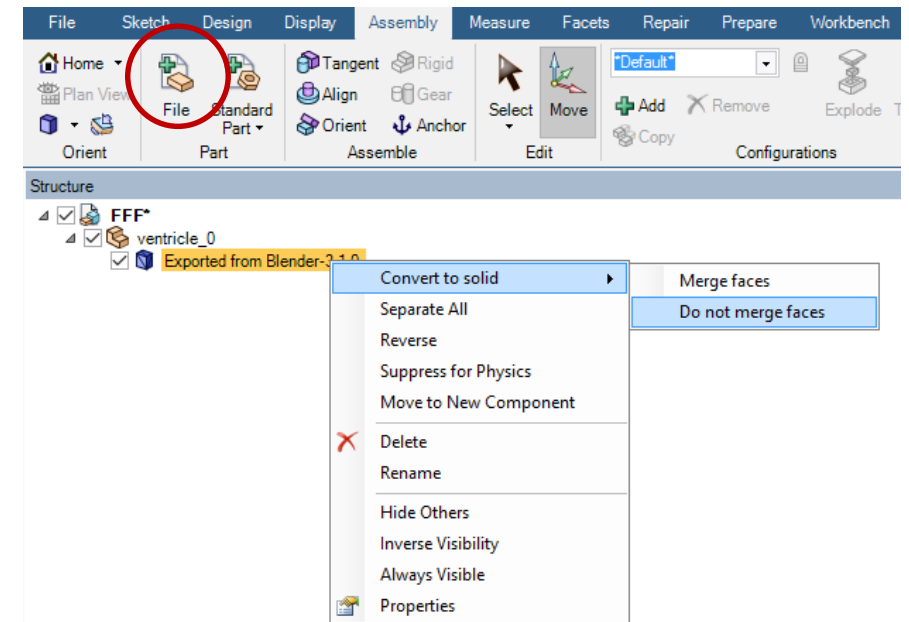 File Sketch Design Display Assembly Measure Facets Repair Prepare Workbench
Home
Plan View
Orient
File
Standard Part
Part
Tangent Rigid
Align Gear
Orient Anchor
Assemble
Select Move
Edit
*Default*
Add Remove
Copy
Explode
Configurations
Structure
FFF*
ventricle_0
Exported from Blender-3.1.0
Convert to solid
Merge faces
Do not merge faces
Separate All
Reverse
Suppress for Physics
Move to New Component
Delete
Rename
Hide Others
Inverse Visibility
Always Visible
Properties